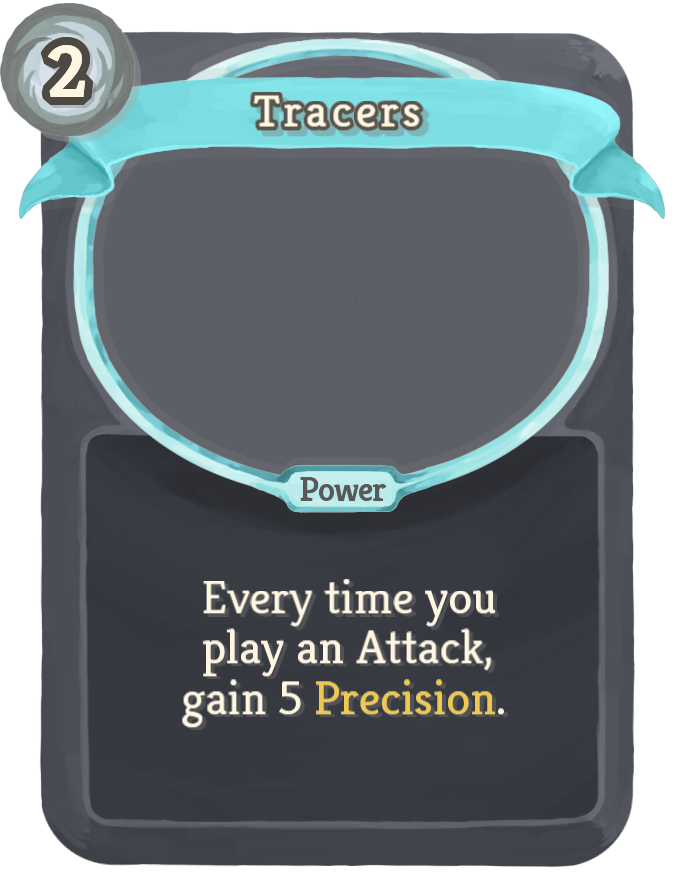 2
Tracers
Power
Every time you
play an Attack,
gain 5 Precision.